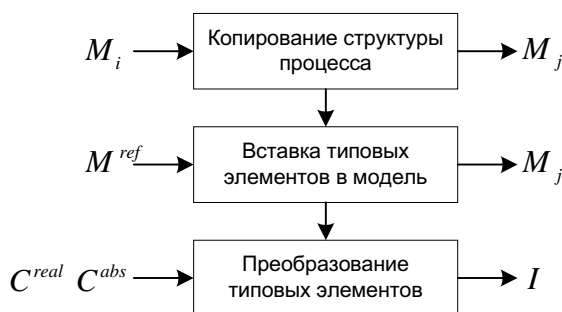 Копирование структуры
процесса
M_i
M_j
Вставка типовых
элементов в модель
M^{ref}
M_j
Преобразование
типовых элементов
C^{real} C^{abs}
I